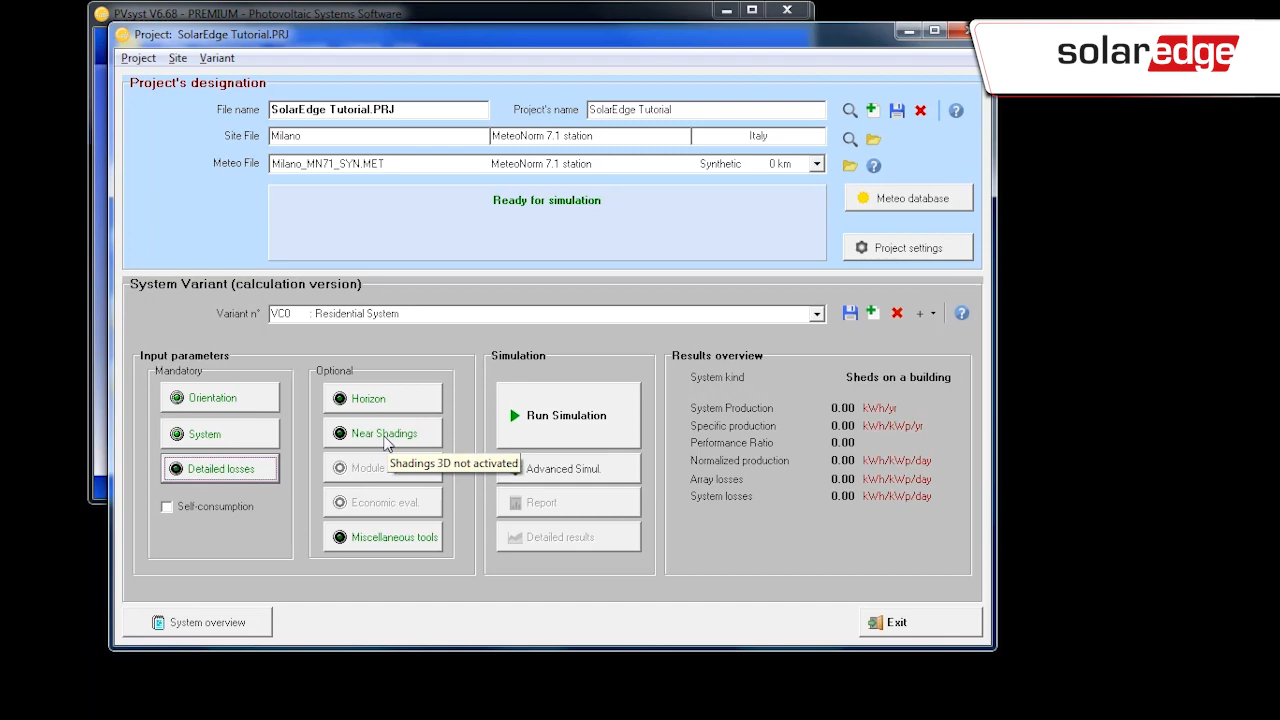 PVsyst V6.68 - PREMIUM - Photovoltaic Systems Software
Project: SolarEdge Tutorial.PRJ
solaredge
Project Site Variant
Project's designation
File name SolarEdge Tutorial.PRJ Project's name SolarEdge Tutorial
Site File Milano MeteoNorm 7.1 station Italy
Meteo File Milano_MN71_SYN.MET MeteoNorm 7.1 station Synthetic 0 km
Ready for simulation
Meteo database
Project settings
System Variant (calculation version)
Variant n° VC0 : Residential System
Input parameters
Mandatory
Orientation
System
Detailed losses
Self-consumption
Optional
Horizon
Near Shadings
Shadings 3D not activated
Module
Economic eval.
Miscellaneous tools
Simulation
Run Simulation
Advanced Simul.
Report
Detailed results
Results overview
System kind Sheds on a building
System Production 0.00 kWh/yr
Specific production 0.00 kWh/kWp/yr
Performance Ratio 0.00
Normalized production 0.00 kWh/kWp/day
Array losses 0.00 kWh/kWp/day
System losses 0.00 kWh/kWp/day
System overview
Exit